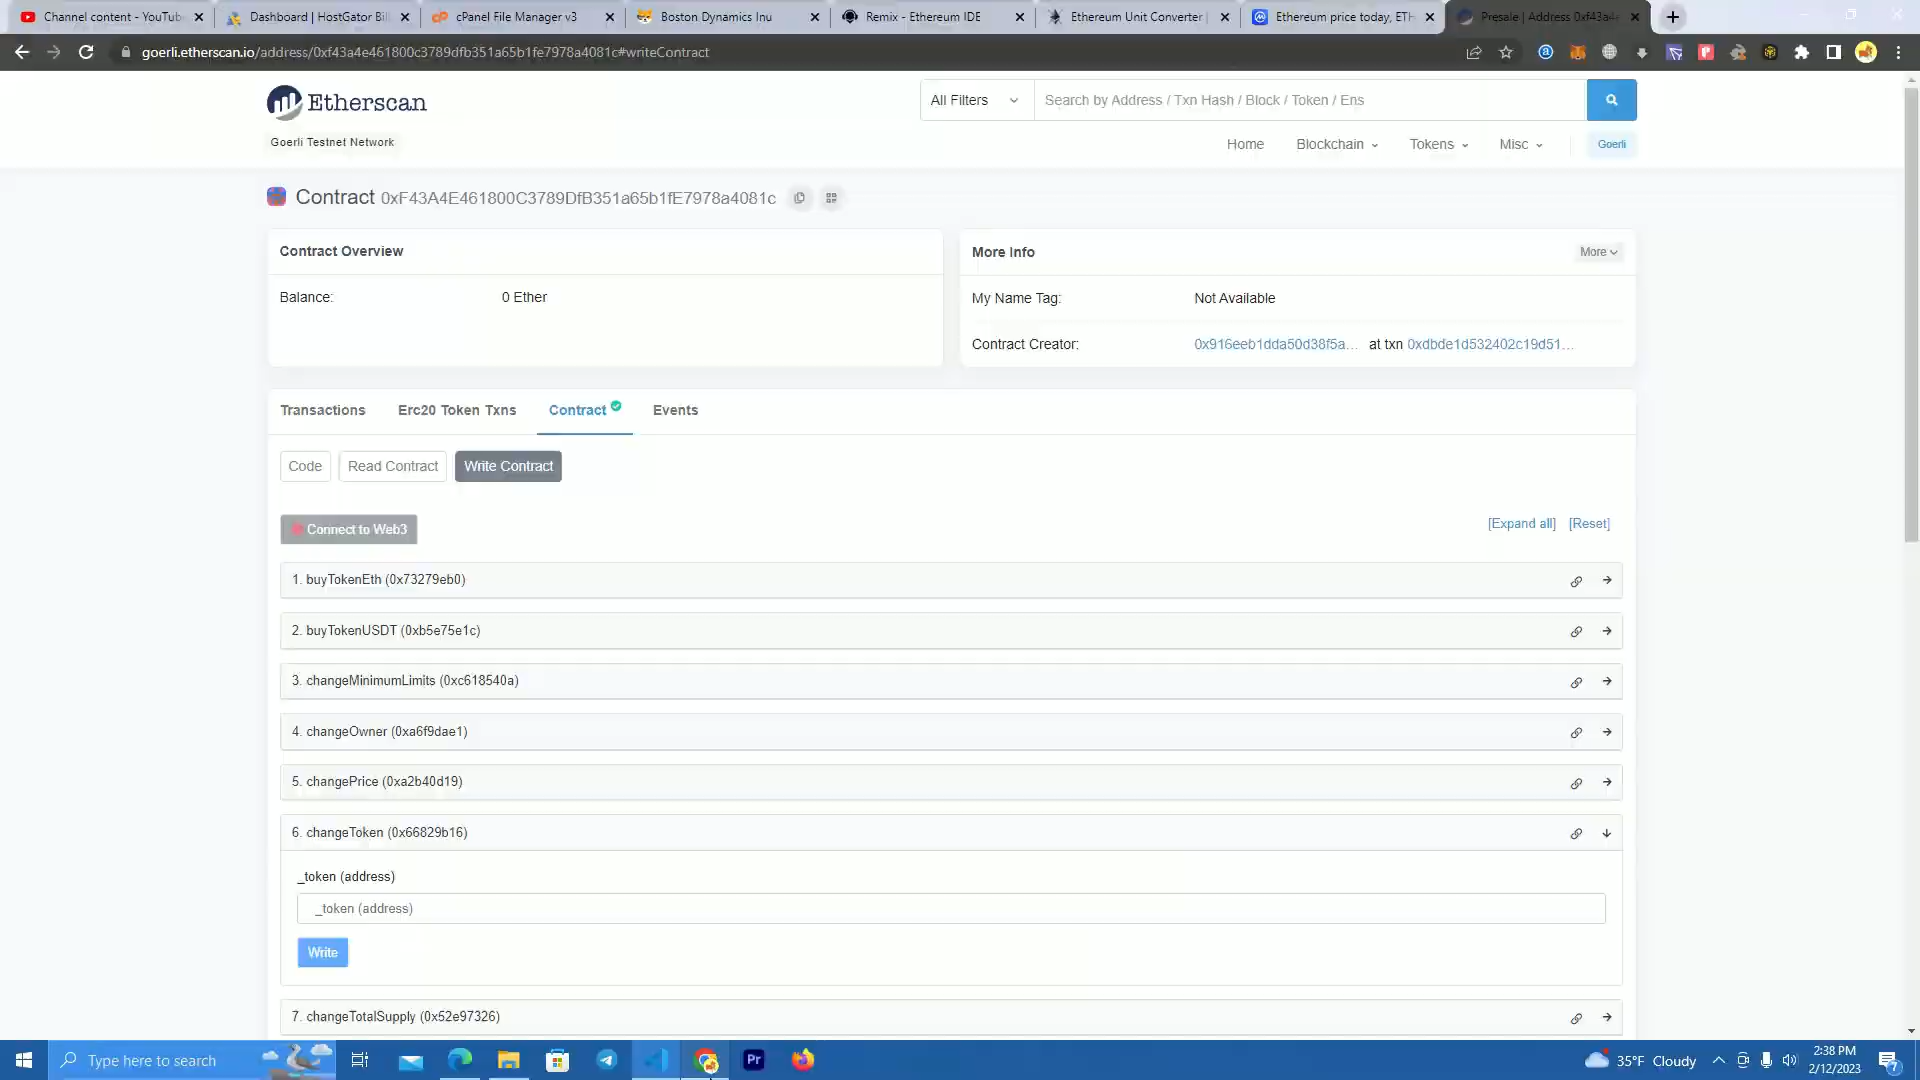 Channel content - YouTub
Dashboard | HostGator Bil
cPanel File Manager v3
Boston Dynamics Inu
Remix - Ethereum IDE
Ethereum Unit Converter |
Ethereum price today, ETH
Presale | Address 0xf43a4
goerli.etherscan.io/address/0xf43a4e461800c3789dfb351a65b1fe7978a4081c#writeContract
Etherscan
All Filters
Search by Address / Txn Hash / Block / Token / Ens
Goerli Testnet Network
Home
Blockchain
Tokens
Misc
Goerli
Contract 0xF43A4E461800C3789DfB351a65b1fE7978a4081c
Contract Overview
Balance:
0 Ether
More Info
More
My Name Tag:
Not Available
Contract Creator:
0x916eeb1dda50d38f5a... at txn 0xdbde1d532402c19d51...
Transactions
Erc20 Token Txns
Contract
Events
Code
Read Contract
Write Contract
Connect to Web3
[Expand all] [Reset]
1. buyTokenEth (0x73279eb0)
2. buyTokenUSDT (0xb5e75e1c)
3. changeMinimumLimits (0xc618540a)
4. changeOwner (0xa6f9dae1)
5. changePrice (0xa2b40d19)
6. changeToken (0x66829b16)
_token (address)
_token (address)
Write
7. changeTotalSupply (0x52e97326)
Type here to search
Pr
35°F Cloudy
2:38 PM
2/12/2023
7